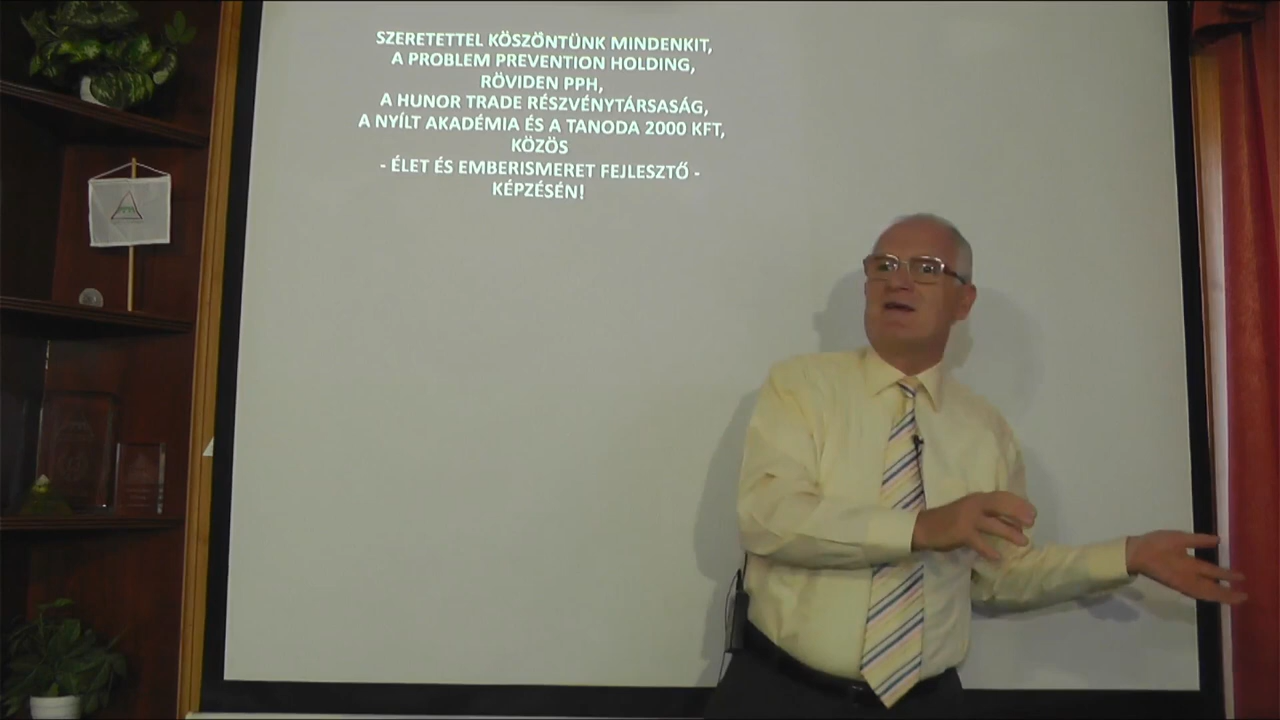 SZERETETTEL KÖSZÖNTÜNK MINDENKIT,
A PROBLEM PREVENTION HOLDING,
RÖVIDEN PPH,
A HUNOR TRADE RÉSZVÉNYTÁRSASÁG,
A NYÍLT AKADÉMIA ÉS A TANODA 2000 KFT,
KÖZÖS
- ÉLET ÉS EMBERISMERET FEJLESZTŐ -
KÉPZÉSÉN!